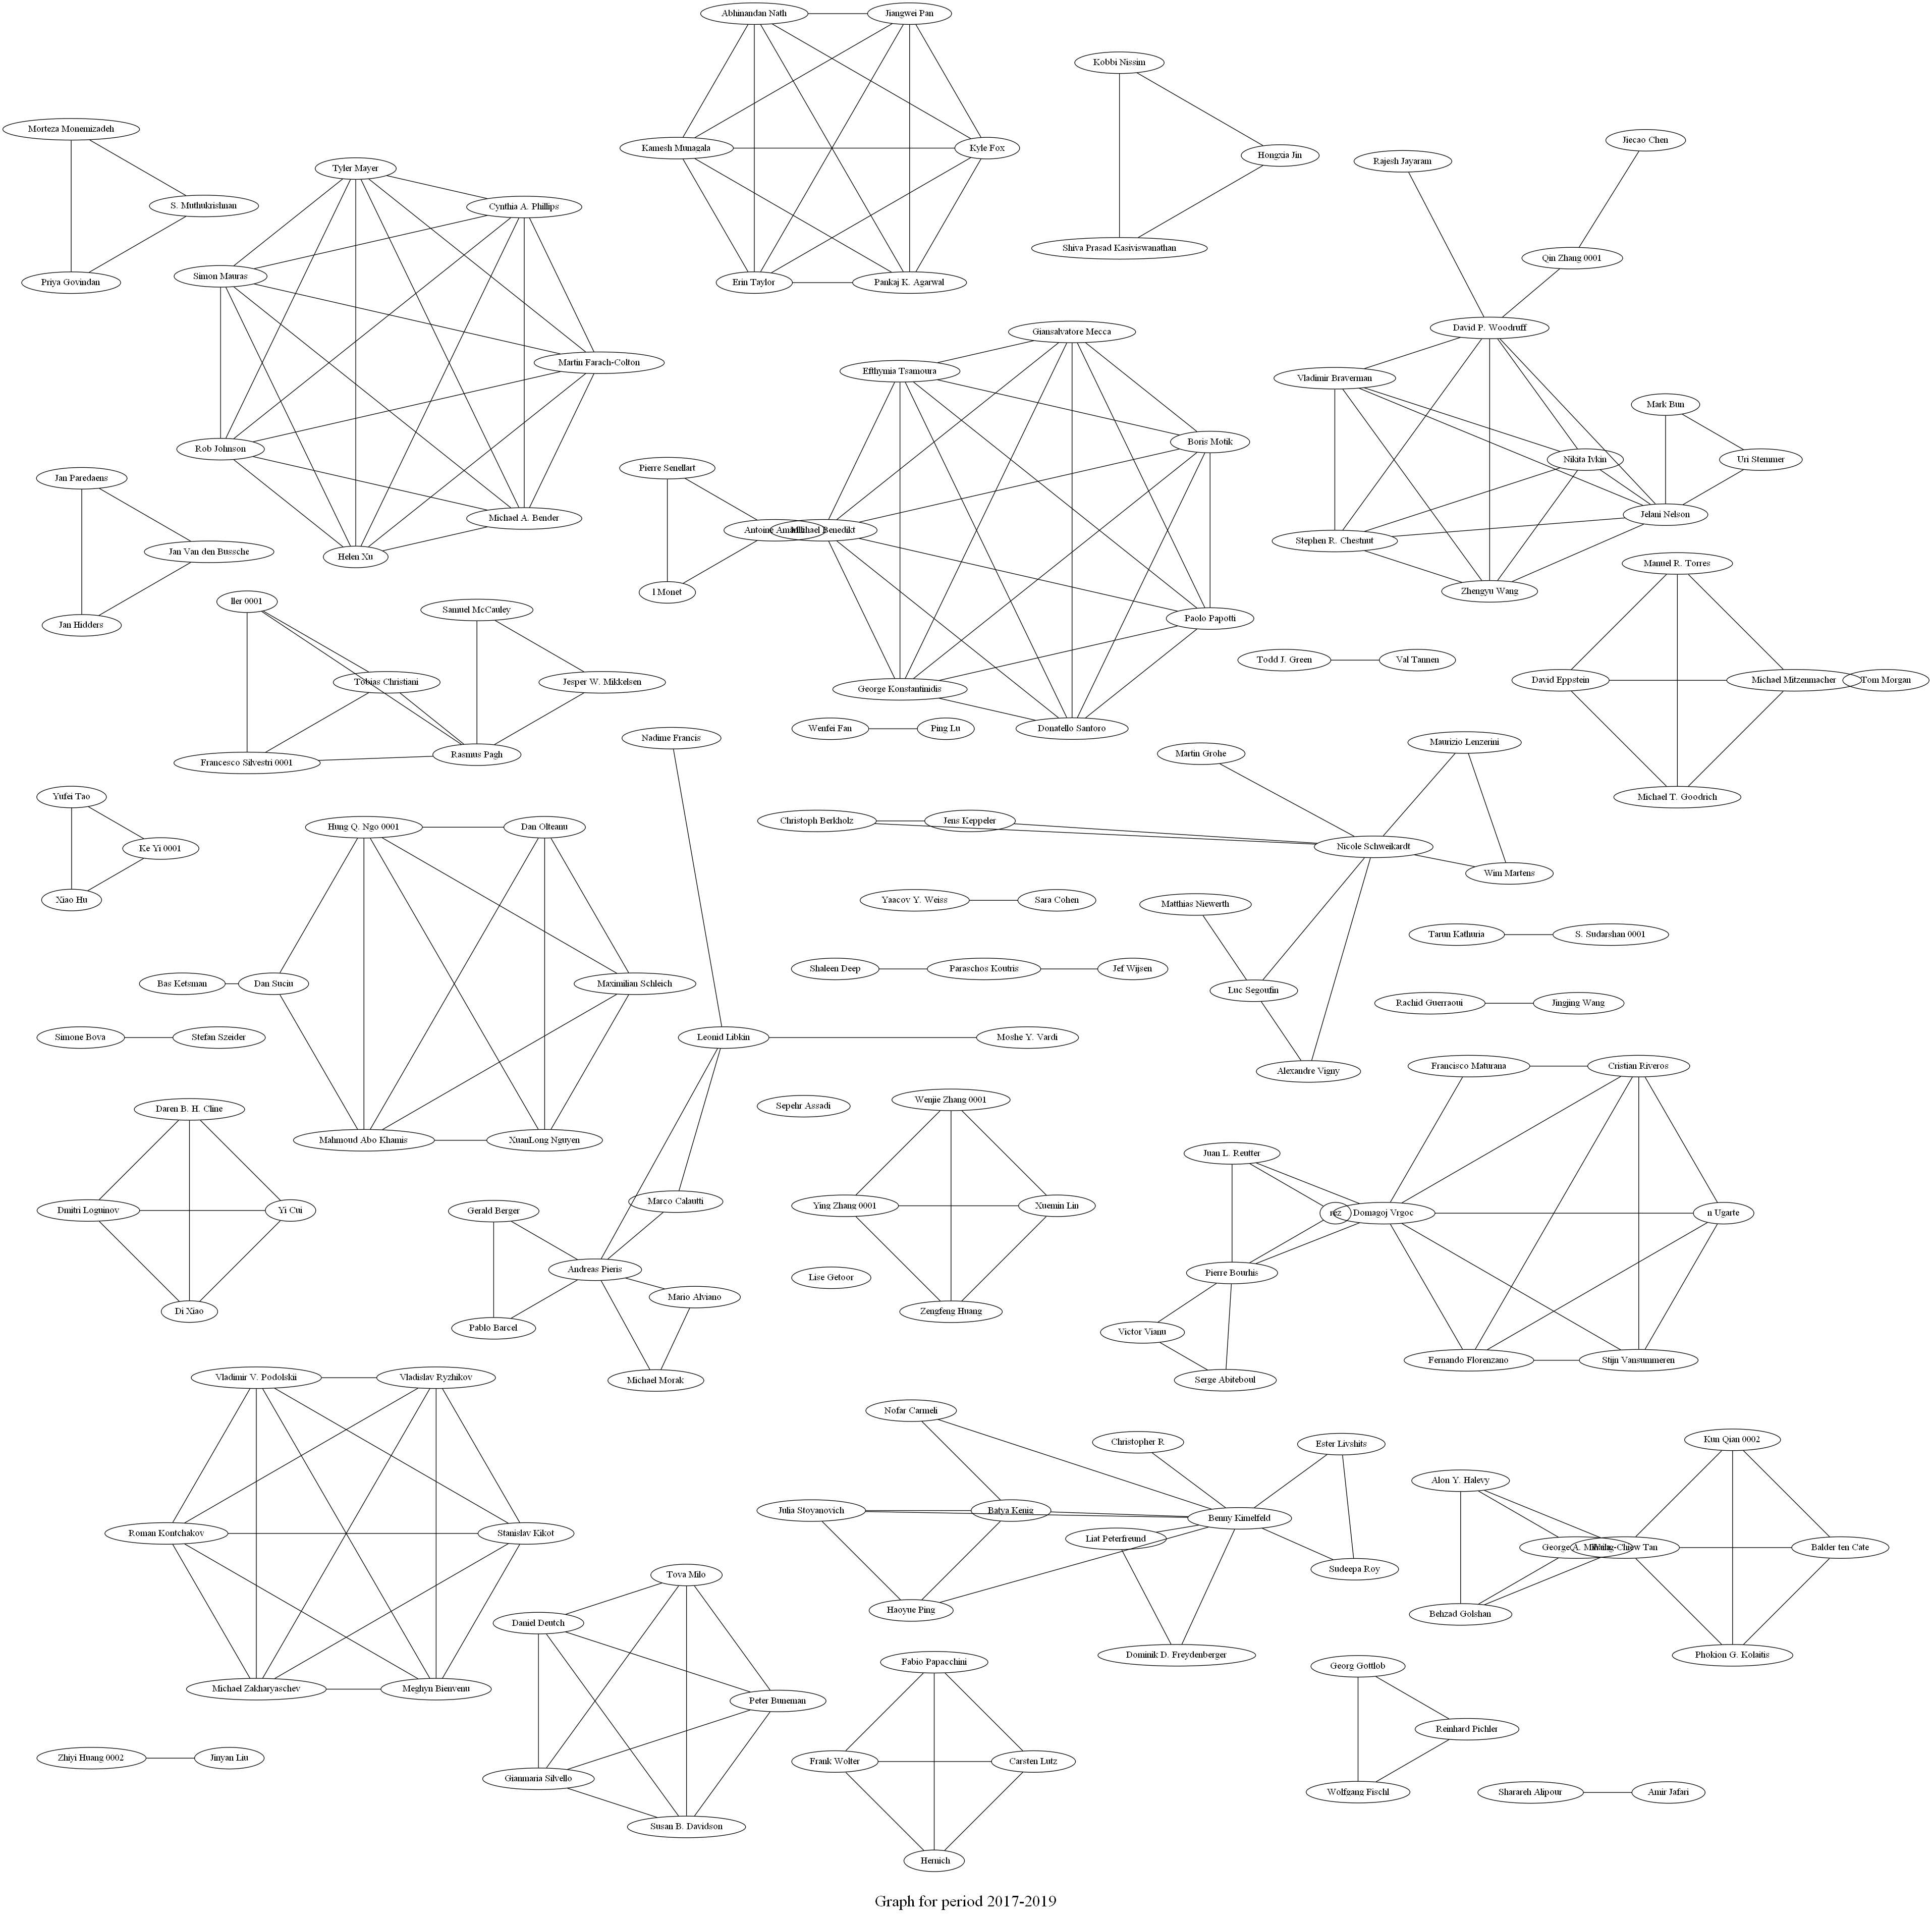 Abhinandan Nath
Jiangwei Pan
Kobbi Nissim
Morteza Monemizadeh
Jiecao Chen
Kamesh Munagala
Kyle Fox
Hongxia Jin
Rajesh Jayaram
Tyler Mayer
S. Muthukrishnan
Cynthia A. Phillips
Shiva Prasad Kasiviswanathan
Qin Zhang 0001
Simon Mauras
Priya Govindan
Erin Taylor
Pankaj K. Agarwal
Giansalvatore Mecca
David P. Woodruff
Martin Farach-Colton
Efthymia Tsamoura
Vladimir Braverman
Mark Bun
Rob Johnson
Boris Motik
Nikita Ivkin
Uri Stemmer
Pierre Senellart
Jan Paredaens
Michael A. Bender
Jelani Nelson
Antoine Amarilli
Michael Benedikt
Stephen R. Chestnut
Jan Van den Bussche
Helen Xu
Manuel R. Torres
l Monet
Zhengyu Wang
ller 0001
Samuel McCauley
Paolo Papotti
Jan Hidders
Todd J. Green
Val Tannen
Tobias Christiani
Jesper W. Mikkelsen
George Konstantinidis
David Eppstein
Michael Mitzenmacher
Tom Morgan
Wenfei Fan
Ping Lu
Donatello Santoro
Nadime Francis
Martin Grohe
Maurizio Lenzerini
Francesco Silvestri 0001
Rasmus Pagh
Yufei Tao
Michael T. Goodrich
Hung Q. Ngo 0001
Dan Olteanu
Christoph Berkholz
Jens Keppeler
Ke Yi 0001
Nicole Schweikardt
Wim Martens
Xiao Hu
Yaacov Y. Weiss
Sara Cohen
Matthias Niewerth
Tarun Kathuria
S. Sudarshan 0001
Bas Ketsman
Dan Suciu
Maximilian Schleich
Shaleen Deep
Paraschos Koutris
Jef Wijsen
Luc Segoufin
Rachid Guerraoui
Jingjing Wang
Simone Bova
Stefan Szeider
Leonid Libkin
Moshe Y. Vardi
Alexandre Vigny
Francisco Maturana
Cristian Riveros
Daren B. H. Cline
Sepehr Assadi
Wenjie Zhang 0001
Mahmoud Abo Khamis
XuanLong Nguyen
Juan L. Reutter
Dmitri Loguinov
Yi Cui
Gerald Berger
Marco Calautti
Ying Zhang 0001
Xuemin Lin
rez
Domagoj Vrgoc
n Ugarte
Andreas Pieris
Lise Getoor
Pierre Bourhis
Di Xiao
Pablo Barcel
Mario Alviano
Zengfeng Huang
Victor Vianu
Fernando Florenzano
Stijn Vansummeren
Vladimir V. Podolskii
Vladislav Ryzhikov
Michael Morak
Serge Abiteboul
Nofar Carmeli
Christopher R
Ester Livshits
Kun Qian 0002
Alon Y. Halevy
Julia Stoyanovich
Batya Kenig
Benny Kimelfeld
Roman Kontchakov
Stanislav Kikot
Liat Peterfreund
George A. Mihaila
Wang-Chiew Tan
Balder ten Cate
Tova Milo
Sudeepa Roy
Daniel Deutch
Haoyue Ping
Behzad Golshan
Dominik D. Freydenberger
Phokion G. Kolaitis
Michael Zakharyaschev
Meghyn Bienvenu
Fabio Papacchini
Georg Gottlob
Peter Buneman
Reinhard Pichler
Zhiyi Huang 0002
Jinyan Liu
Frank Wolter
Carsten Lutz
Gianmaria Silvello
Wolfgang Fischl
Sharareh Alipour
Amir Jafari
Susan B. Davidson
Hernich
Graph for period 2017-2019